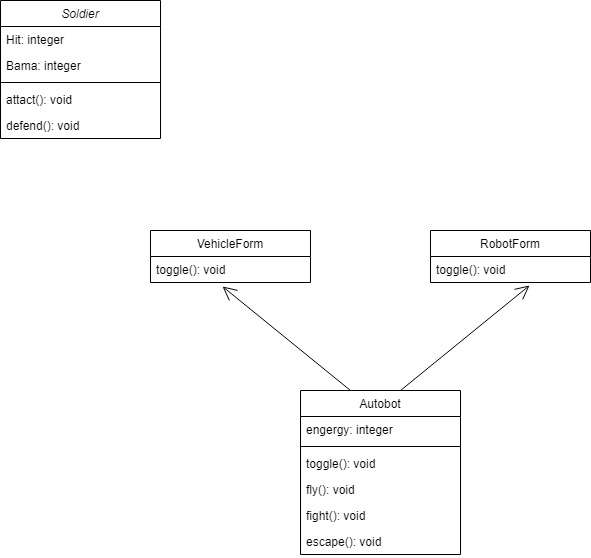 Soldier
Hit: integer
Bama: integer
attact(): void
defend(): void
VehicleForm
toggle(): void
RobotForm
toggle(): void
Autobot
engergy: integer
toggle(): void
fly(): void
fight(): void
escape(): void